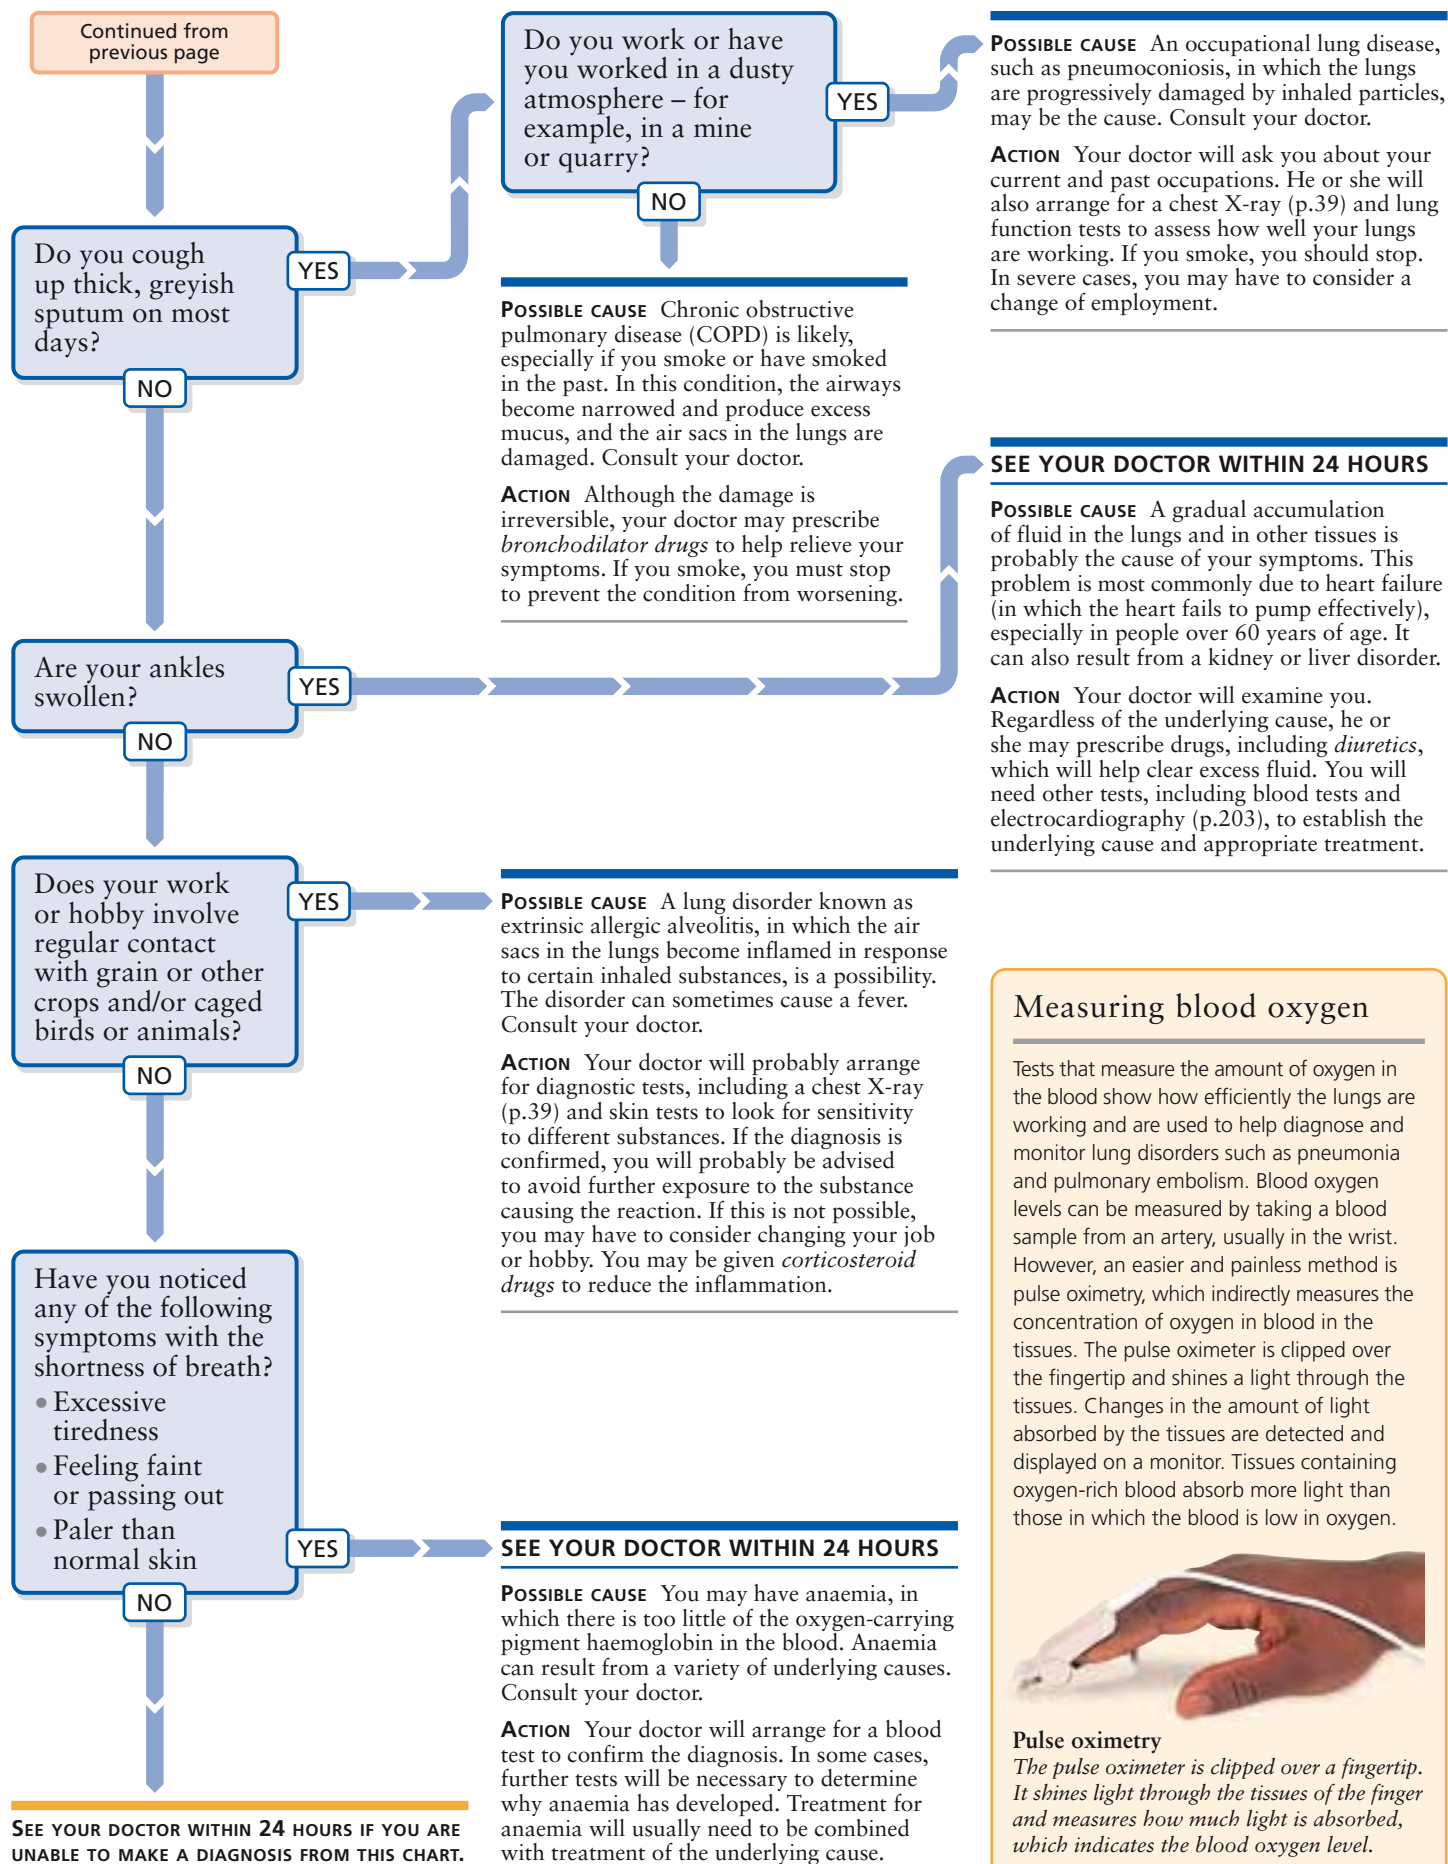 Continued from
previous page
Do you cough
up thick, greyish
sputum on most
days?
YES
NO
Do you work or have
you worked in a dusty
atmosphere – for
example, in a mine
or quarry?
YES
NO
POSSIBLE CAUSE An occupational lung disease,
such as pneumoconiosis, in which the lungs
are progressively damaged by inhaled particles,
may be the cause. Consult your doctor.
ACTION Your doctor will ask you about your
current and past occupations. He or she will
also arrange for a chest X-ray (p.39) and lung
function tests to assess how well your lungs
are working. If you smoke, you should stop.
In severe cases, you may have to consider a
change of employment.
POSSIBLE CAUSE Chronic obstructive
pulmonary disease (COPD) is likely,
especially if you smoke or have smoked
in the past. In this condition, the airways
become narrowed and produce excess
mucus, and the air sacs in the lungs are
damaged. Consult your doctor.
ACTION Although the damage is
irreversible, your doctor may prescribe
bronchodilator drugs to help relieve your
symptoms. If you smoke, you must stop
to prevent the condition from worsening.
Are your ankles
swollen?
YES
NO
SEE YOUR DOCTOR WITHIN 24 HOURS
POSSIBLE CAUSE A gradual accumulation
of fluid in the lungs and in other tissues is
probably the cause of your symptoms. This
problem is most commonly due to heart failure
(in which the heart fails to pump effectively),
especially in people over 60 years of age. It
can also result from a kidney or liver disorder.
ACTION Your doctor will examine you.
Regardless of the underlying cause, he or
she may prescribe drugs, including diuretics,
which will help clear excess fluid. You will
need other tests, including blood tests and
electrocardiography (p.203), to establish the
underlying cause and appropriate treatment.
Does your work
or hobby involve
regular contact
with grain or other
crops and/or caged
birds or animals?
YES
NO
POSSIBLE CAUSE A lung disorder known as
extrinsic allergic alveolitis, in which the air
sacs in the lungs become inflamed in response
to certain inhaled substances, is a possibility.
The disorder can sometimes cause a fever.
Consult your doctor.
ACTION Your doctor will probably arrange
for diagnostic tests, including a chest X-ray
(p.39) and skin tests to look for sensitivity
to different substances. If the diagnosis is
confirmed, you will probably be advised
to avoid further exposure to the substance
causing the reaction. If this is not possible,
you may have to consider changing your job
or hobby. You may be given corticosteroid
drugs to reduce the inflammation.
Have you noticed
any of the following
symptoms with the
shortness of breath?
• Excessive
tiredness
• Feeling faint
or passing out
• Paler than
normal skin
YES
NO
SEE YOUR DOCTOR WITHIN 24 HOURS
POSSIBLE CAUSE You may have anaemia, in
which there is too little of the oxygen-carrying
pigment haemoglobin in the blood. Anaemia
can result from a variety of underlying causes.
Consult your doctor.
ACTION Your doctor will arrange for a blood
test to confirm the diagnosis. In some cases,
further tests will be necessary to determine
why anaemia has developed. Treatment for
anaemia will usually need to be combined
with treatment of the underlying cause.
SEE YOUR DOCTOR WITHIN 24 HOURS IF YOU ARE
UNABLE TO MAKE A DIAGNOSIS FROM THIS CHART.
Measuring blood oxygen
Tests that measure the amount of oxygen in
the blood show how efficiently the lungs are
working and are used to help diagnose and
monitor lung disorders such as pneumonia
and pulmonary embolism. Blood oxygen
levels can be measured by taking a blood
sample from an artery, usually in the wrist.
However, an easier and painless method is
pulse oximetry, which indirectly measures the
concentration of oxygen in blood in the
tissues. The pulse oximeter is clipped over
the fingertip and shines a light through the
tissues. Changes in the amount of light
absorbed by the tissues are detected and
displayed on a monitor. Tissues containing
oxygen-rich blood absorb more light than
those in which the blood is low in oxygen.
Pulse oximetry
The pulse oximeter is clipped over a fingertip.
It shines light through the tissues of the finger
and measures how much light is absorbed,
which indicates the blood oxygen level.